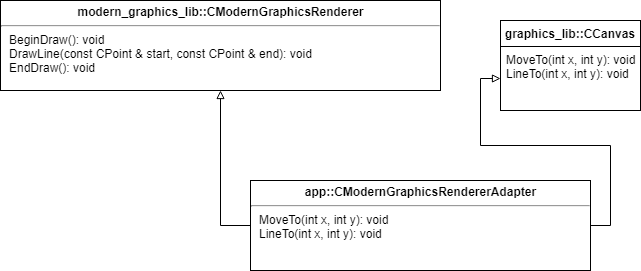 modern_graphics_lib::CModernGraphicsRenderer
BeginDraw(): void
DrawLine(const CPoint & start, const CPoint & end): void
EndDraw(): void
graphics_lib::CCanvas
MoveTo(int x, int y): void
LineTo(int x, int y): void
app::CModernGraphicsRendererAdapter
MoveTo(int x, int y): void
LineTo(int x, int y): void